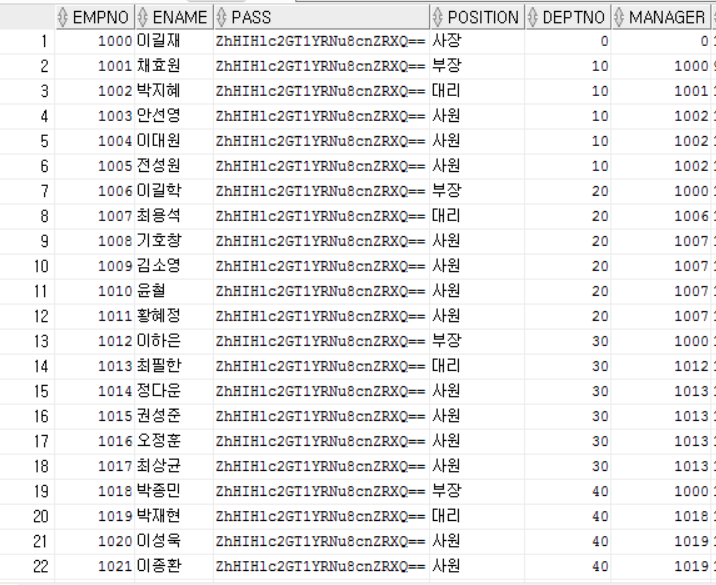 EMPNO ENAME PASS POSITION DEPTNO MANAGER
1 1000 이길재 ZhHIHlc2GT1YRNu8cnZRXQ== 사장 0 0
2 1001 채호원 ZhHIHlc2GT1YRNu8cnZRXQ== 부장 10 1000
3 1002 박지혜 ZhHIHlc2GT1YRNu8cnZRXQ== 대리 10 1001
4 1003 안선영 ZhHIHlc2GT1YRNu8cnZRXQ== 사원 10 1002
5 1004 이대원 ZhHIHlc2GT1YRNu8cnZRXQ== 사원 10 1002
6 1005 전성원 ZhHIHlc2GT1YRNu8cnZRXQ== 사원 10 1002
7 1006 이길학 ZhHIHlc2GT1YRNu8cnZRXQ== 부장 20 1000
8 1007 최용석 ZhHIHlc2GT1YRNu8cnZRXQ== 대리 20 1006
9 1008 기호창 ZhHIHlc2GT1YRNu8cnZRXQ== 사원 20 1007
10 1009 김소영 ZhHIHlc2GT1YRNu8cnZRXQ== 사원 20 1007
11 1010 윤철 ZhHIHlc2GT1YRNu8cnZRXQ== 사원 20 1007
12 1011 황혜정 ZhHIHlc2GT1YRNu8cnZRXQ== 사원 20 1007
13 1012 이하은 ZhHIHlc2GT1YRNu8cnZRXQ== 부장 30 1000
14 1013 최필한 ZhHIHlc2GT1YRNu8cnZRXQ== 대리 30 1012
15 1014 정다운 ZhHIHlc2GT1YRNu8cnZRXQ== 사원 30 1013
16 1015 권성준 ZhHIHlc2GT1YRNu8cnZRXQ== 사원 30 1013
17 1016 오정훈 ZhHIHlc2GT1YRNu8cnZRXQ== 사원 30 1013
18 1017 최상균 ZhHIHlc2GT1YRNu8cnZRXQ== 사원 30 1013
19 1018 박종민 ZhHIHlc2GT1YRNu8cnZRXQ== 부장 40 1000
20 1019 박재현 ZhHIHlc2GT1YRNu8cnZRXQ== 대리 40 1018
21 1020 이성욱 ZhHIHlc2GT1YRNu8cnZRXQ== 사원 40 1019
22 1021 이종환 ZhHIHlc2GT1YRNu8cnZRXQ== 사원 40 1019